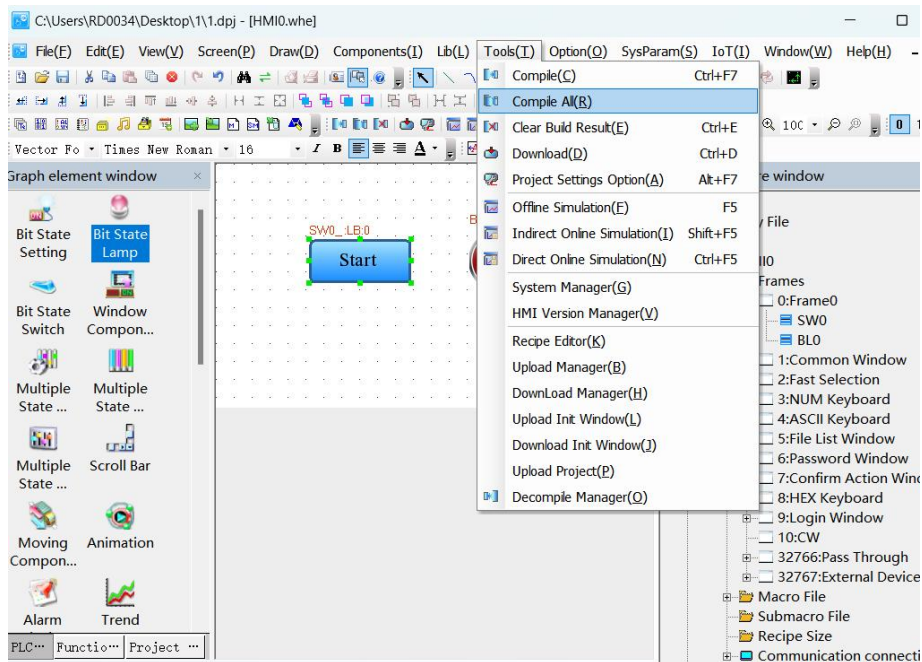 C:\Users\RD0034\Desktop\1\1.dpj - [HMI0.whe]
File(F) Edit(E) View(V) Screen(P) Draw(D) Components(I) Lib(L) Tools(T) Option(O) SysParam(S) IoT(I) Window(W) Help(H)
Vector Fo Times New Roman 16 I B A
10C 0 1
Graph element window ×
Bit State Setting
Bit State Lamp
Bit State Switch
Window Compon...
Multiple State ...
Multiple State ...
Multiple State ...
Scroll Bar
Moving Compon...
Animation
Alarm
Trend
PLC… Functio… Project …
SW0_:LB:0
Start
B
Compile(C) Ctrl+F7
Compile All(R)
Clear Build Result(E) Ctrl+E
Download(D) Ctrl+D
Project Settings Option(A) Alt+F7
Offline Simulation(F) F5
Indirect Online Simulation(I) Shift+F5
Direct Online Simulation(N) Ctrl+F5
System Manager(G)
HMI Version Manager(V)
Recipe Editor(K)
Upload Manager(B)
DownLoad Manager(H)
Upload Init Window(L)
Download Init Window(J)
Upload Project(P)
Decompile Manager(O)
window
File
Frames
0:Frame0
SW0
BL0
1:Common Window
2:Fast Selection
3:NUM Keyboard
4:ASCII Keyboard
5:File List Window
6:Password Window
7:Confirm Action Winc
8:HEX Keyboard
9:Login Window
10:CW
32766:Pass Through
32767:External Device
Macro File
Submacro File
Recipe Size
Communication connecti